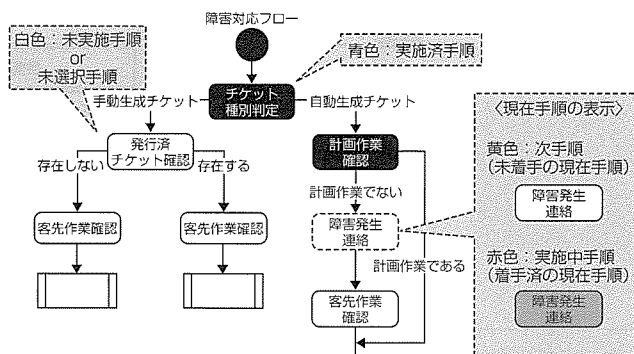 障害対応フロー
白色：未実施手順
or
未選択手順
青色：実施済手順
チケット
種別判定
手動生成チケット
自動生成チケット
発行済
チケット確認
計画作業
確認
存在しない
存在する
計画作業でない
客先作業確認
客先作業確認
障害発生
連絡
計画作業である
客先作業
確認
〈現在手順の表示〉
黄色：次手順
（未着手の現在手順）
障害発生
連絡
赤色：実施中手順
（着手済の現在手順）
障害発生
連絡